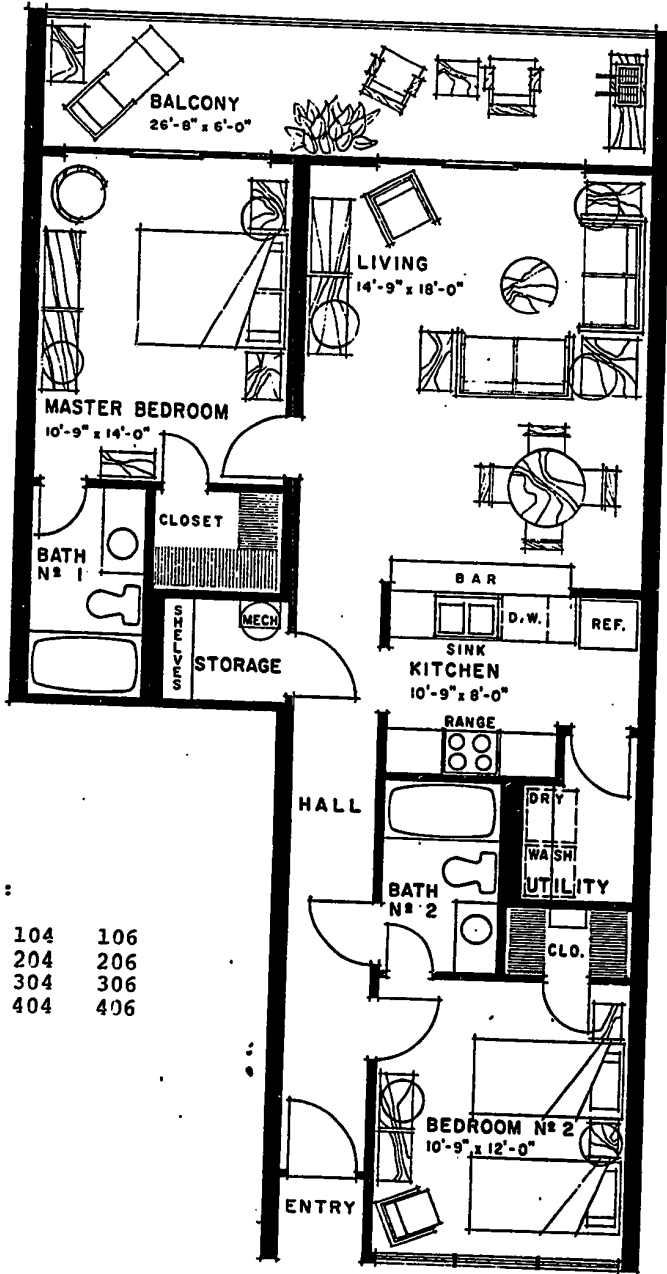 BALCONY
26'-8" x 6'-0"
LIVING
14'-9" x 18'-0"
MASTER BEDROOM
10'-9" x 14'-0"
CLOSET
BATH
Nº 1
BAR
D.W.
REF.
SINK
MECH
SHELVES
STORAGE
KITCHEN
10'-9" x 8'-0"
RANGE
HALL
DRY
WASH
UTILITY
BATH
Nº 2
CLO.
:
104 106
204 206
304 306
404 406
BEDROOM Nº 2
10'-9" x 12'-0"
ENTRY